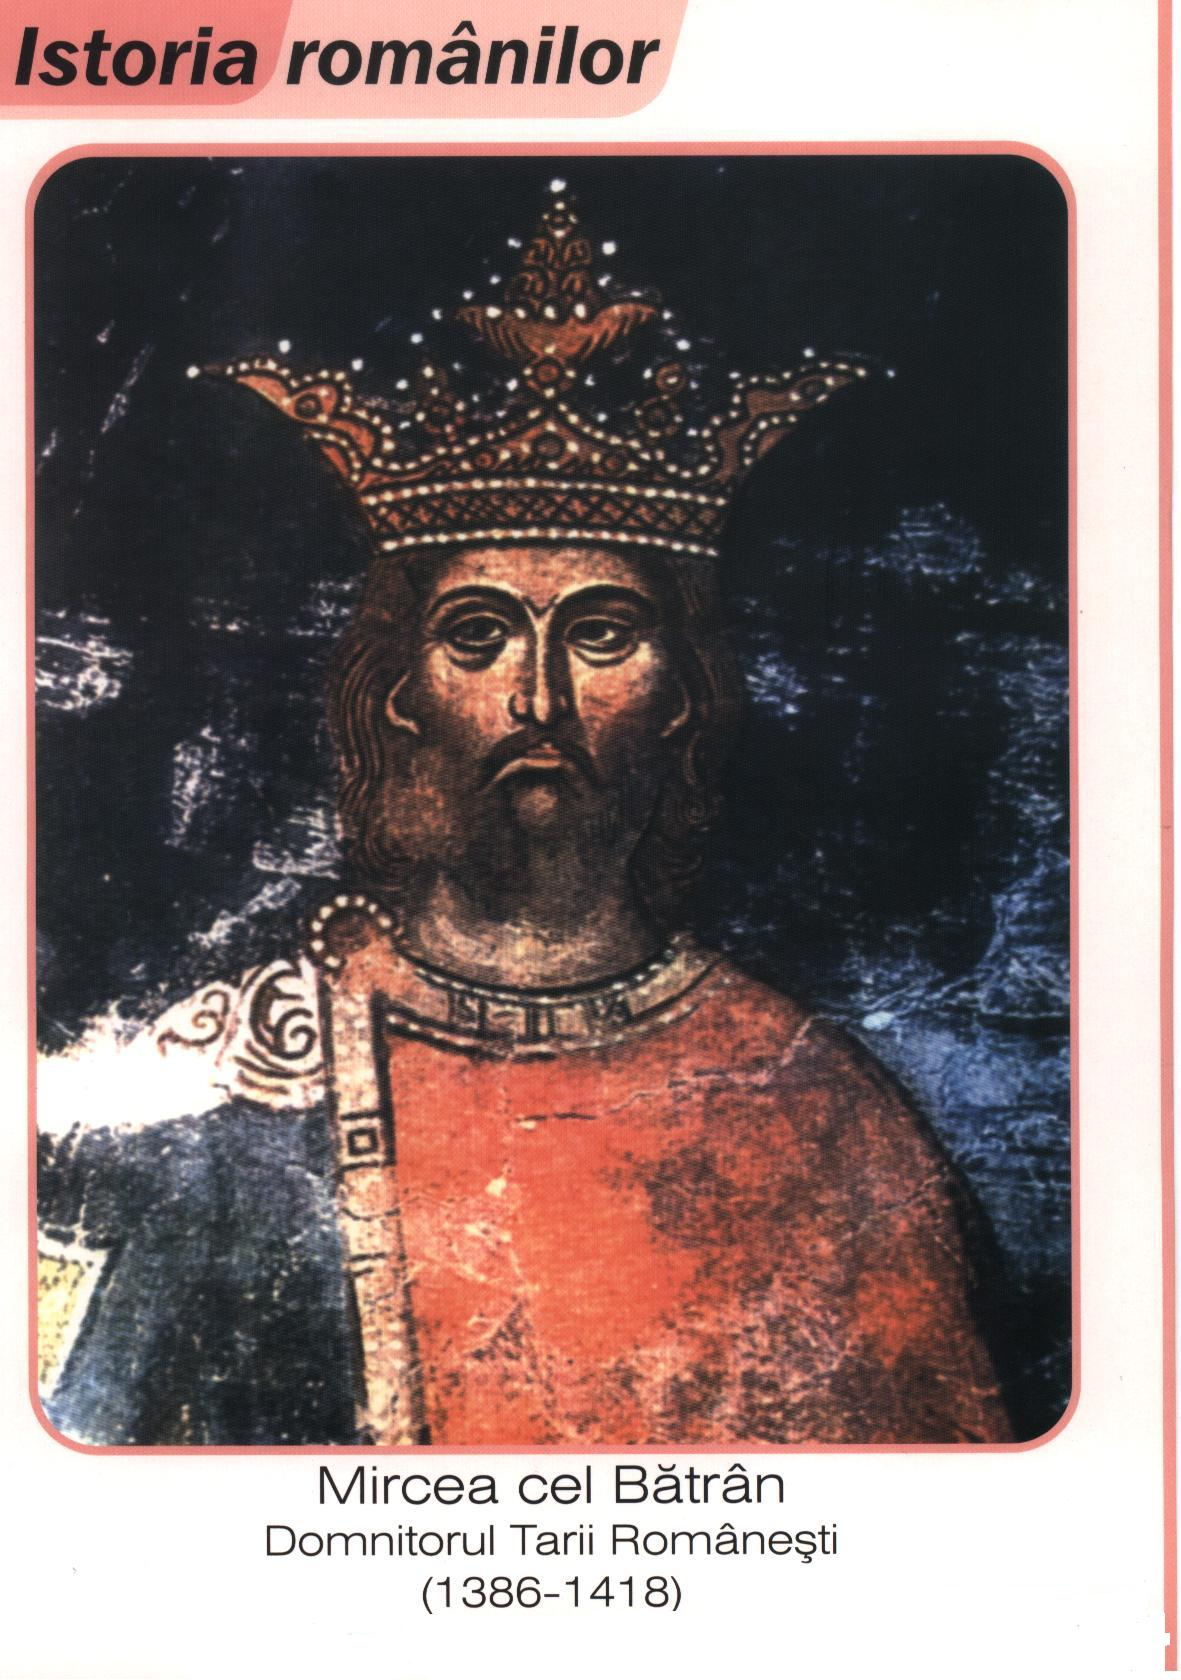 Istoria românilor
Mircea cel Bătrân
Domnitorul Tarii Româneşti
(1386-1418)